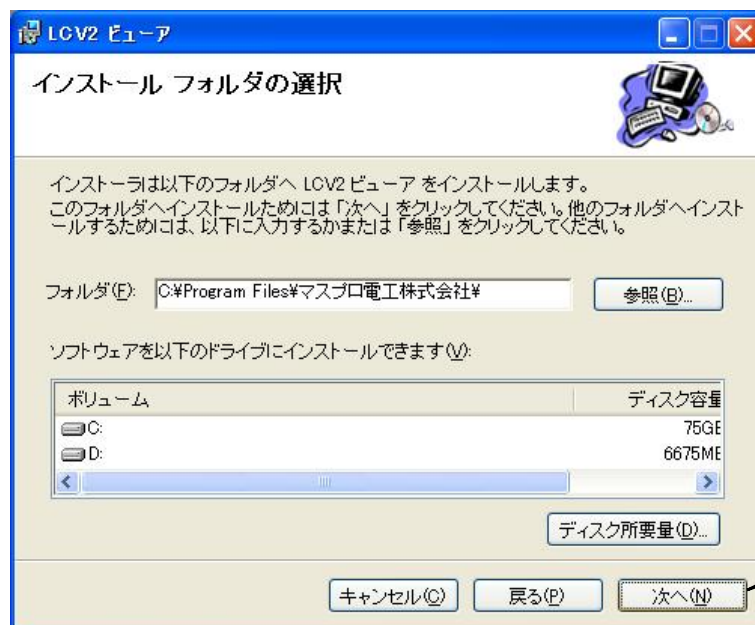 LCV2 ビューア
インストール フォルダの選択
インストーラは以下のフォルダへ LCV2 ビューア をインストールします。
このフォルダへインストールためには「次へ」をクリックしてください。他のフォルダへインスト
ールするためには、以下に入力するかまたは「参照」をクリックしてください。
フォルダ(F): C:¥Program Files¥マスプロ電工株式会社¥ 参照(B)...
ソフトウェアを以下のドライブにインストールできます(V):
ボリューム ディスク容量
C: 75GB
D: 6675MB
ディスク所要量(D)...
キャンセル(C) 戻る(P) 次へ(N)